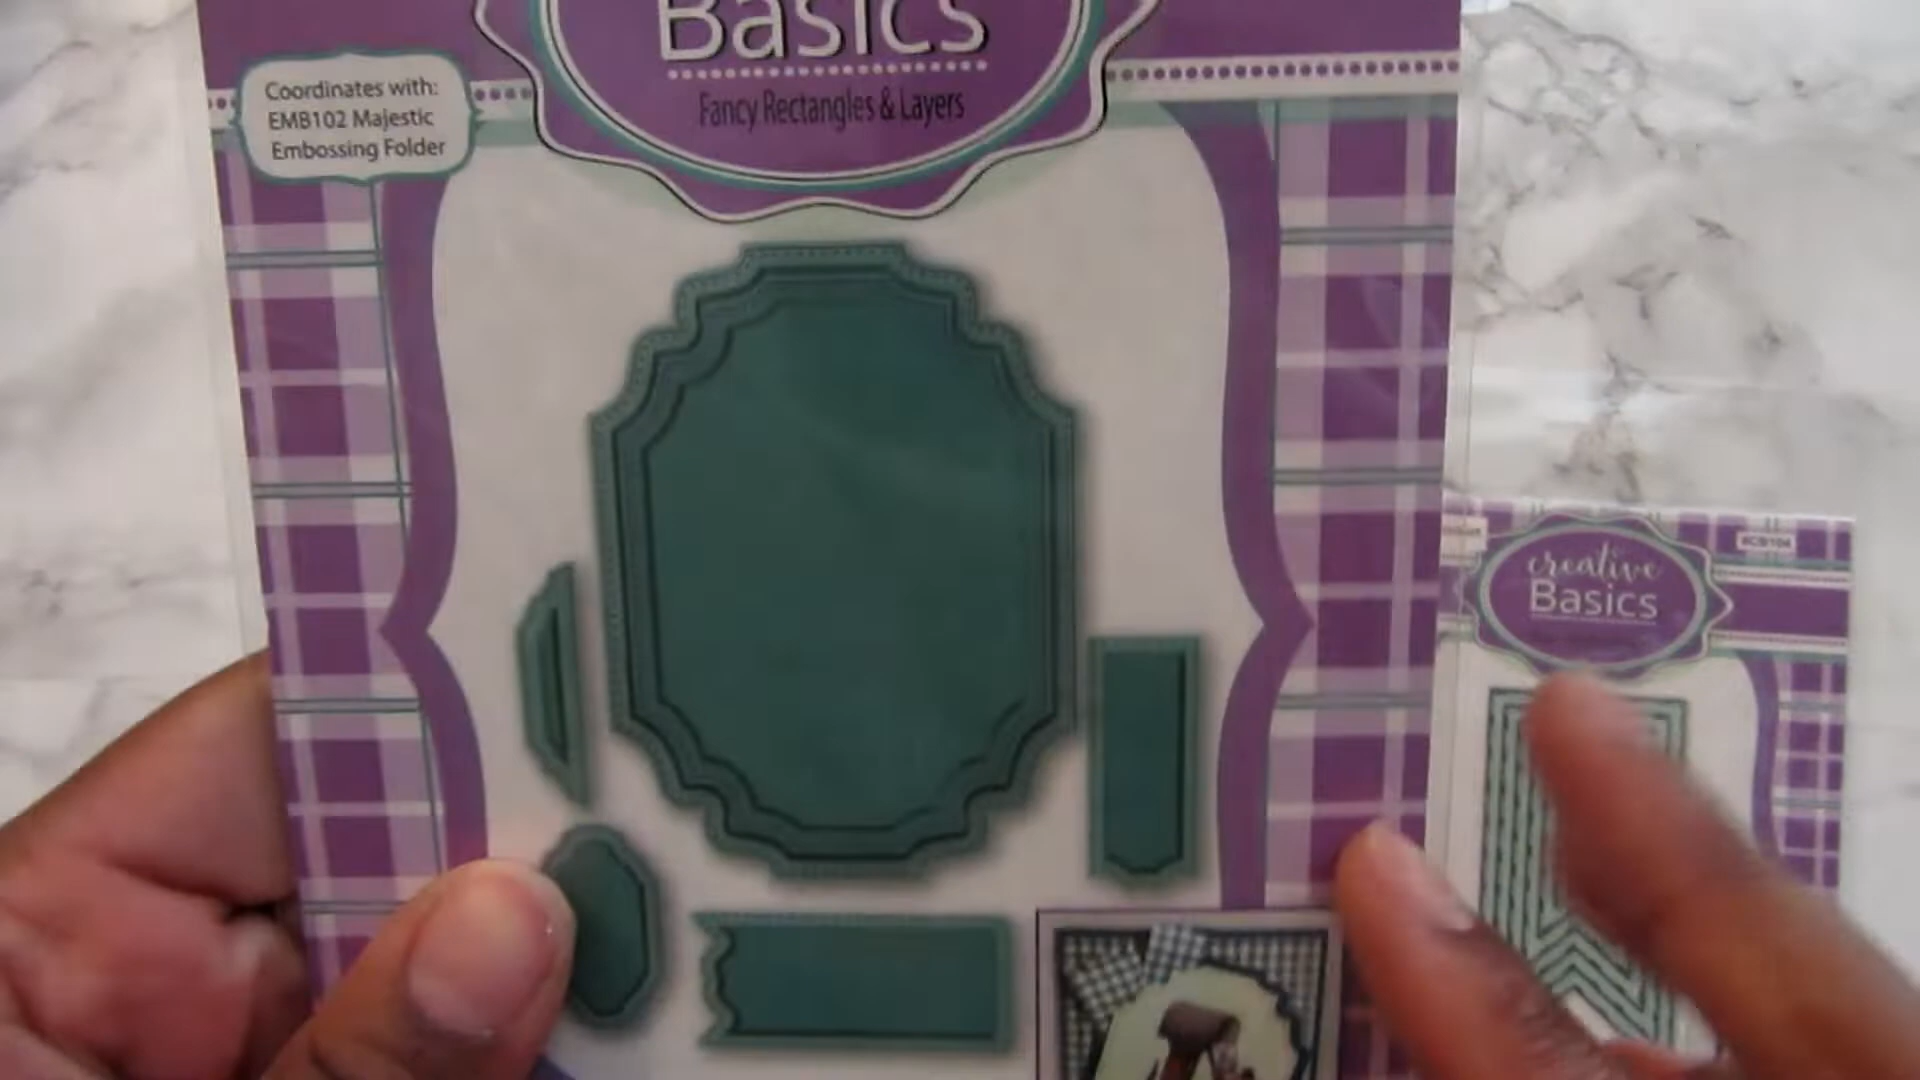 Basics
Fancy Rectangles & Layers
Coordinates with:
EMB102 Majestic
Embossing Folder
creative
Basics